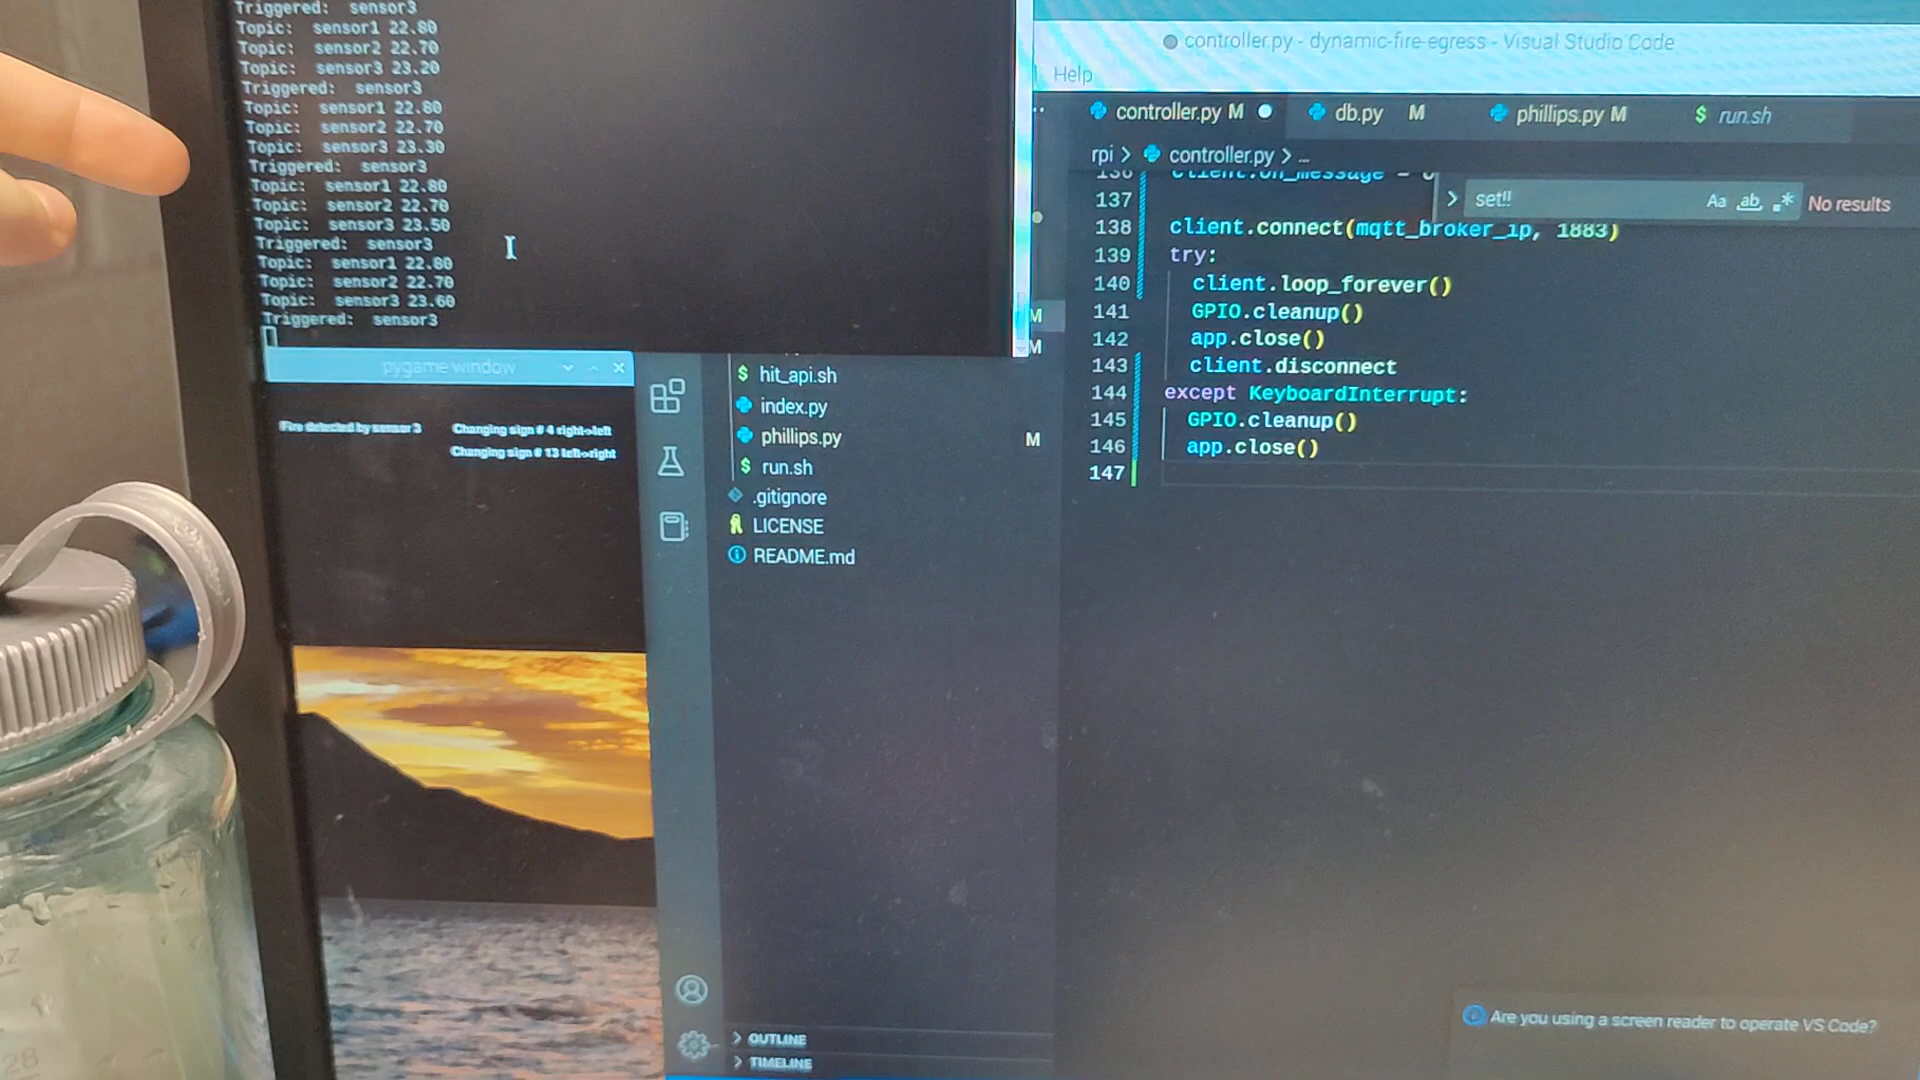 Triggered: sensor3
Topic: sensor1 22.80
Topic: sensor2 22.70
Topic: sensor3 23.20
Triggered: sensor3
Topic: sensor1 22.80
Topic: sensor2 22.70
Topic: sensor3 23.30
Triggered: sensor3
Topic: sensor1 22.80
Topic: sensor2 22.70
Topic: sensor3 23.50
Triggered: sensor3
Topic: sensor1 22.80
Topic: sensor2 22.70
Topic: sensor3 23.60
Triggered: sensor3
pygame window
Fire detected by sensor 3
Changing sign # 4 right->left
Changing sign # 13 left->right
controller.py - dynamic-fire-egress - Visual Studio Code
Help
controller.py M
db.py M
phillips.py M
$ run.sh
rpi > controller.py > ...
set!!
Aa ab .*
No results
136 client.on_message =
137
138 client.connect(mqtt_broker_ip, 1883)
139 try:
140 client.loop_forever()
141 GPIO.cleanup()
142 app.close()
143 client.disconnect
144 except KeyboardInterrupt:
145 GPIO.cleanup()
146 app.close()
147
M
M
$ hit_api.sh
index.py
phillips.py M
$ run.sh
.gitignore
LICENSE
README.md
> OUTLINE
> TIMELINE
Are you using a screen reader to operate VS Code?
28